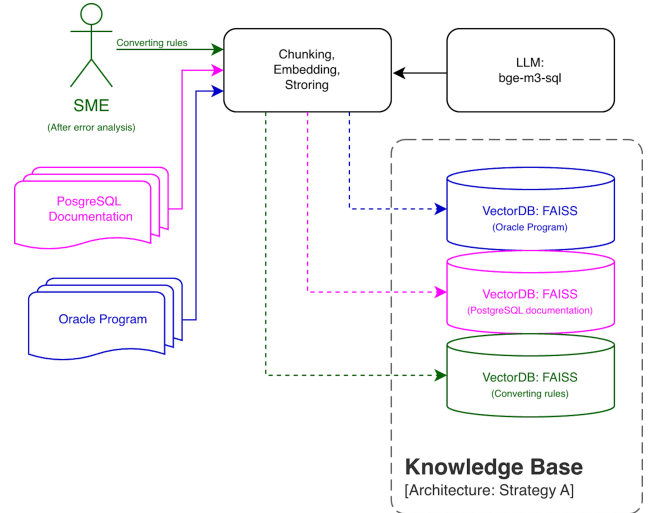 Converting rules
Chunking,
Embedding,
Stroring
LLM:
bge-m3-sql
SME
(After error analysis)
PosgreSQL
Documentation
Oracle Program
VectorDB: FAISS
(Oracle Program)
VectorDB: FAISS
(PostgreSQL documentation)
VectorDB: FAISS
(Converting rules)
Knowledge Base
[Architecture: Strategy A]